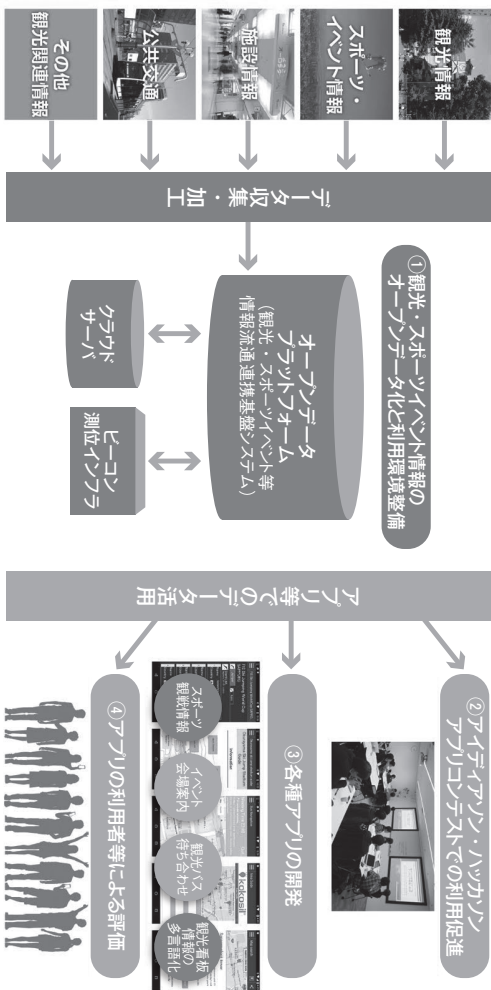 ①観光・スポーツイベント情報の
オープンデータ化と利用環境整備
観光情報
スポーツ・
イベント情報
施設情報
公共交通
その他
観光関連情報
データ収集・加工
オープンデータ
プラットフォーム
(観光・スポーツイベント等
情報流通連携基盤システム)
クラウド
サーバ
ビーコン
測位インフラ
アプリ等でのデータ活用
②アイディアソン・ハッカソン
アプリコンテストでの利用促進
③各種アプリの開発
スポーツ
観戦情報
イベント
会場案内
観光バス
待ち合わせ
kokosil
観光看板
情報の
多言語化
④アプリの利用者等による評価